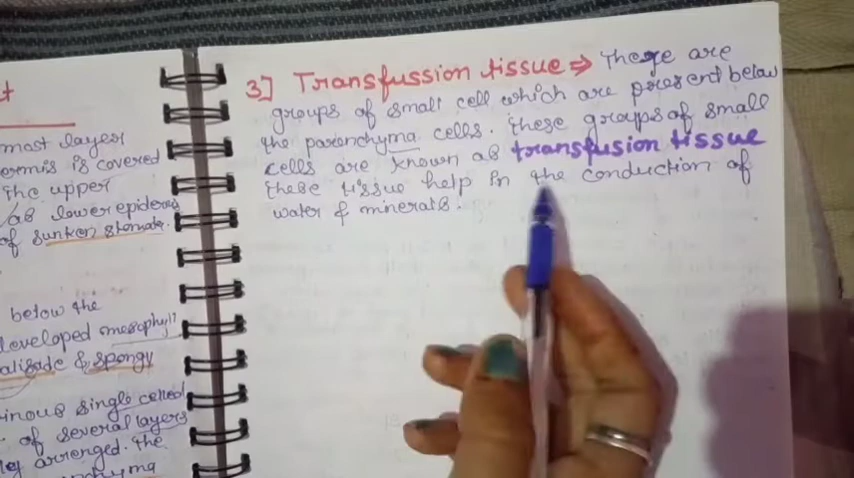 t
most layer
ermis is covered
the upper
as lower epider
of sunken stomata.
below the
developed mesophyll
alisade & spongy
inous single celled
of several layers
ley arranged. The
nchyma
3] Transfussion tissue ⇒ These are
groups of small cell which are present below
the parenchyma cells. These groups of small
cells are known as transfusion tissue
these tissue help in the conduction of
water & minerals.